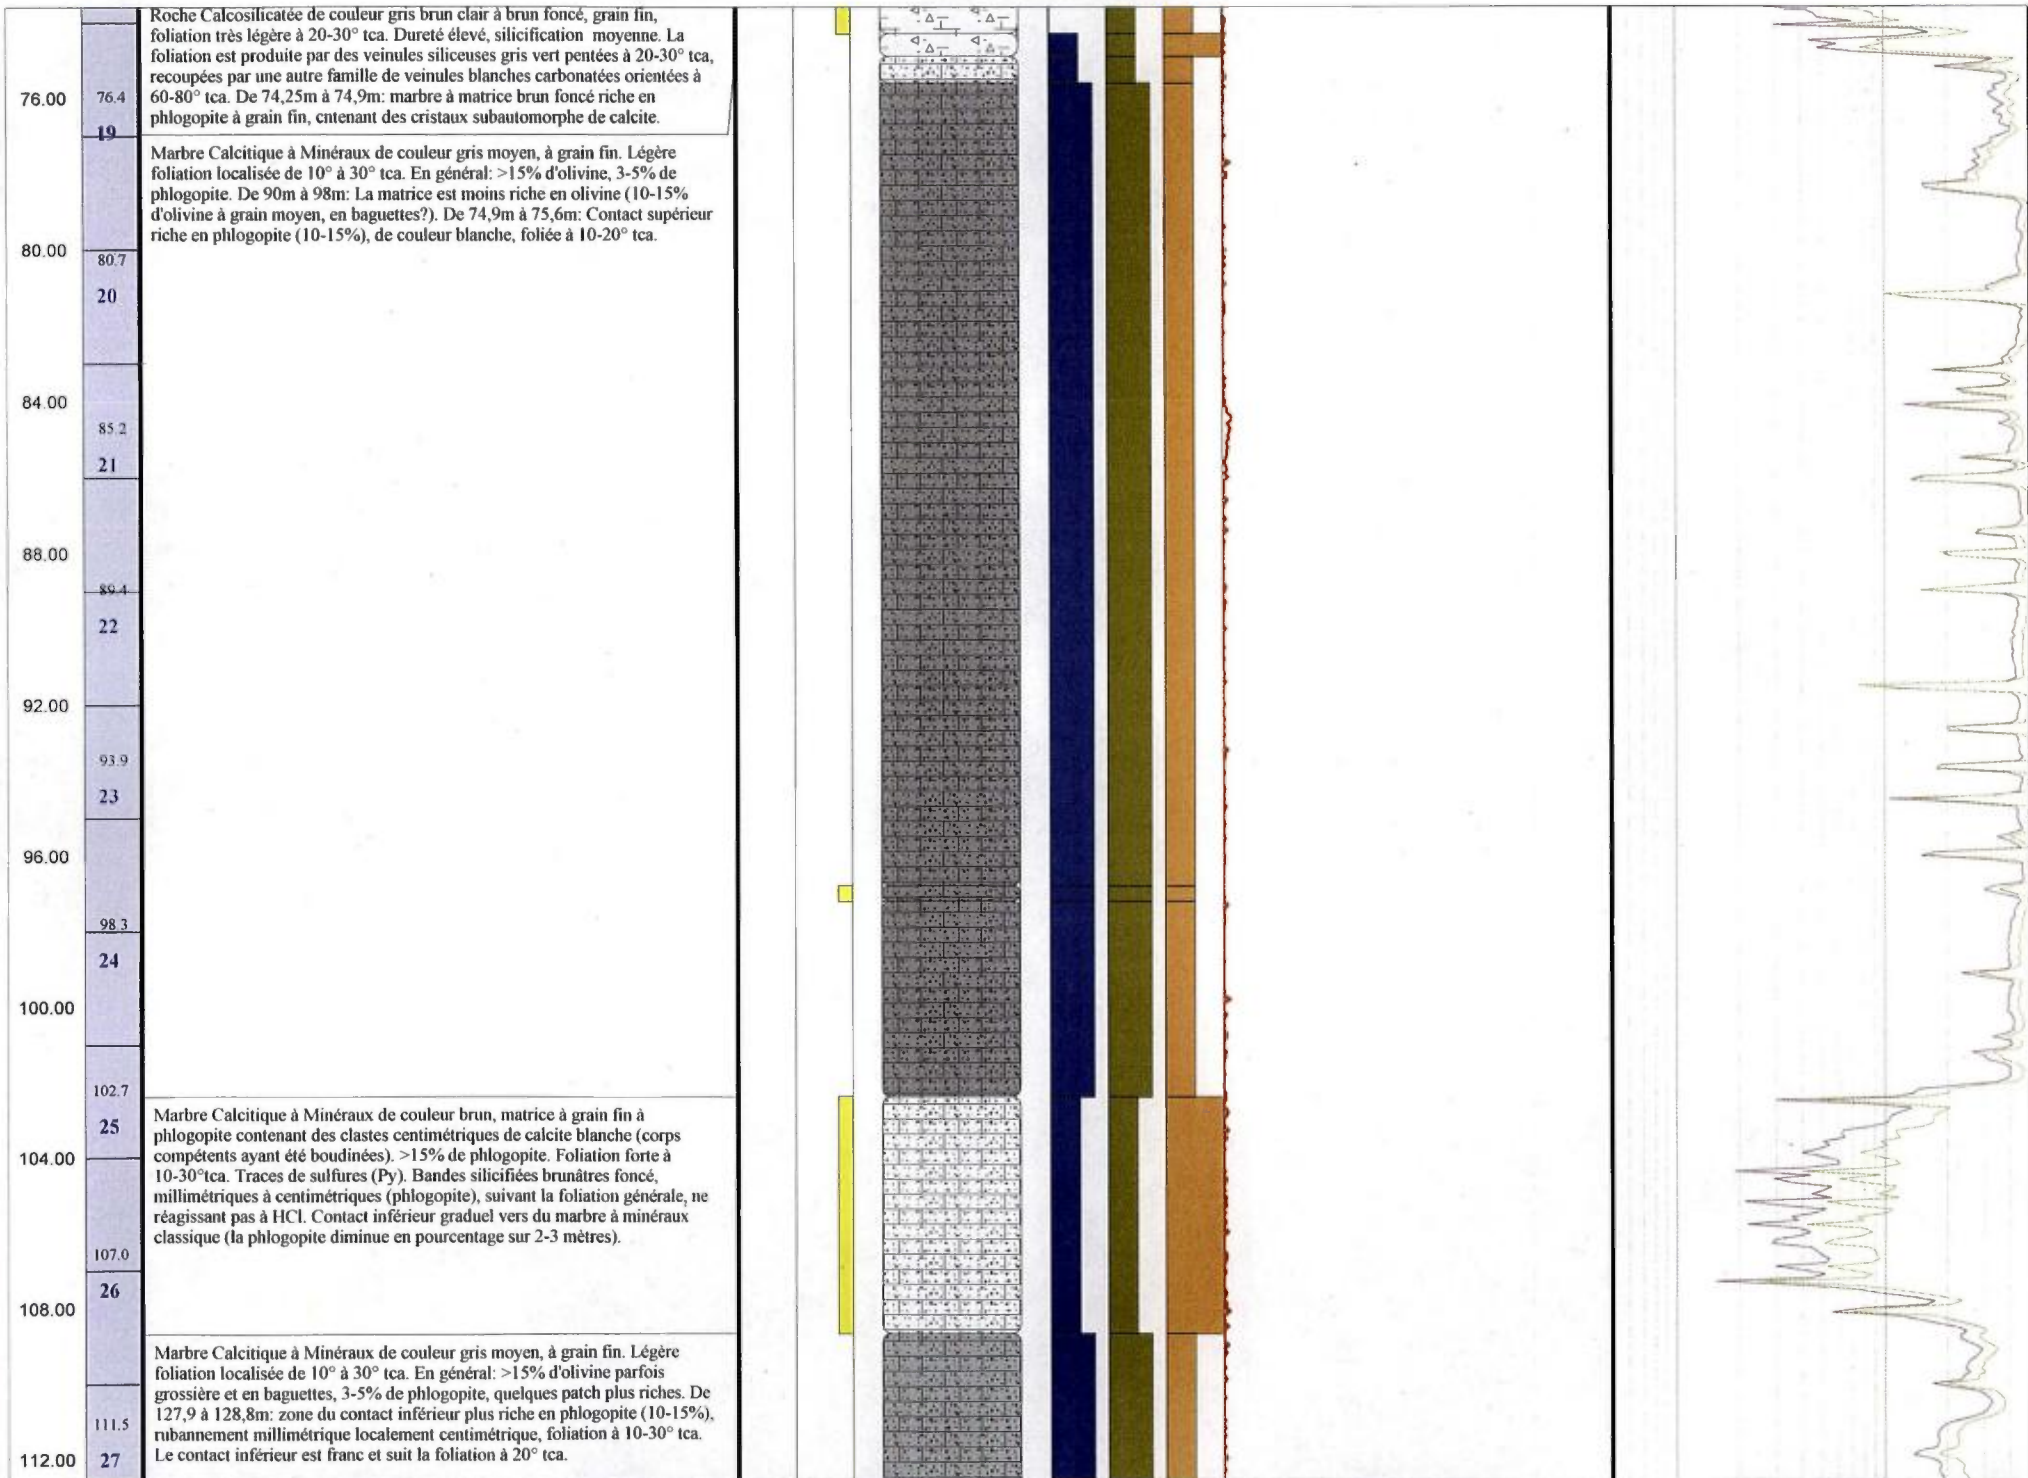 Roche Calcosilicatée de couleur gris brun clair à brun foncé, grain fin,
foliation très légère à 20-30° tca. Dureté élevé, silicification moyenne. La
foliation est produite par des veinules siliceuses gris vert pentées à 20-30° tca,
recoupées par une autre famille de veinules blanches carbonatées orientées à
60-80° tca. De 74,25m à 74,9m: marbre à matrice brun foncé riche en
phlogopite à grain fin, cntenant des cristaux subautomorphe de calcite.
76.00
76.4
19
Marbre Calcitique à Minéraux de couleur gris moyen, à grain fin. Légère
foliation localisée de 10° à 30° tca. En général: >15% d'olivine, 3-5% de
phlogopite. De 90m à 98m: La matrice est moins riche en olivine (10-15%
d'olivine à grain moyen, en baguettes?). De 74,9m à 75,6m: Contact supérieur
riche en phlogopite (10-15%), de couleur blanche, foliée à 10-20° tca.
80.00
80.7
20
84.00
85.2
21
88.00
89.4
22
92.00
93.9
23
96.00
98.3
24
100.00
102.7
25
Marbre Calcitique à Minéraux de couleur brun, matrice à grain fin à
phlogopite contenant des clastes centimétriques de calcite blanche (corps
compétents ayant été boudinées). >15% de phlogopite. Foliation forte à
10-30°tca. Traces de sulfures (Py). Bandes silicifiées brunâtres foncé,
millimétriques à centimétriques (phlogopite), suivant la foliation générale, ne
réagissant pas à HCl. Contact inférieur graduel vers du marbre à minéraux
classique (la phlogopite diminue en pourcentage sur 2-3 mètres).
104.00
107.0
26
108.00
Marbre Calcitique à Minéraux de couleur gris moyen, à grain fin. Légère
foliation localisée de 10° à 30° tca. En général: >15% d'olivine parfois
grossière et en baguettes, 3-5% de phlogopite, quelques patch plus riches. De
127,9 à 128,8m: zone du contact inférieur plus riche en phlogopite (10-15%),
rubannement millimétrique localement centimétrique, foliation à 10-30° tca.
Le contact inférieur est franc et suit la foliation à 20° tca.
111.5
27
112.00